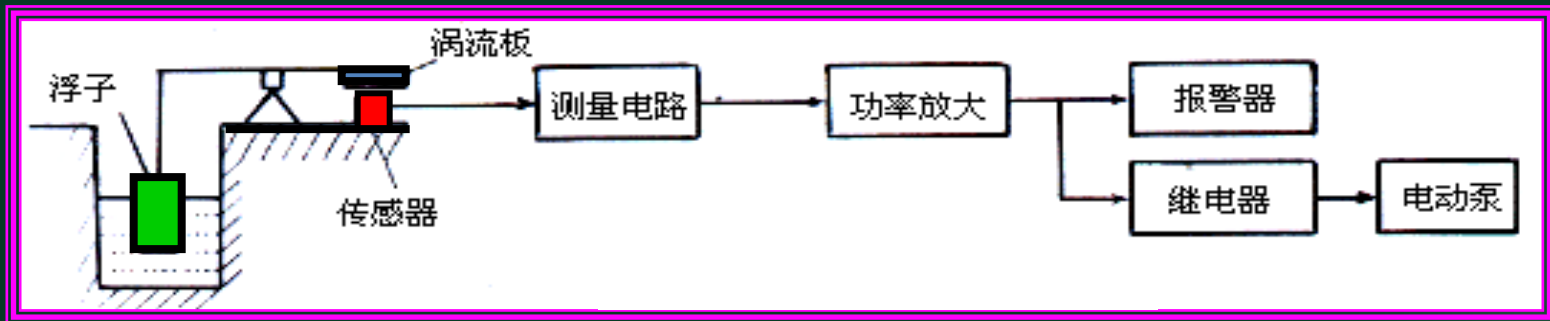 涡流板
浮子
测量电路
功率放大
报警器
传感器
继电器
电动泵